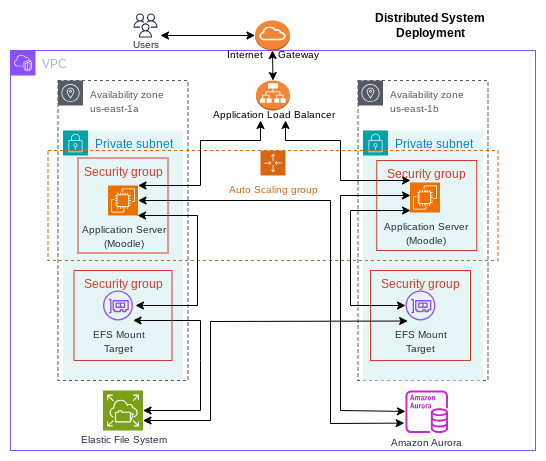 Distributed System
Deployment
Users
Internet Gateway
VPC
Application Load Balancer
Availability zone
us-east-1a
Availability zone
us-east-1b
Private subnet
Private subnet
Auto Scaling group
Security group
Application Server
(Moodle)
Security group
Application Server
(Moodle)
Security group
EFS Mount
Target
Security group
EFS Mount
Target
Elastic File System
Amazon
Aurora
Amazon Aurora